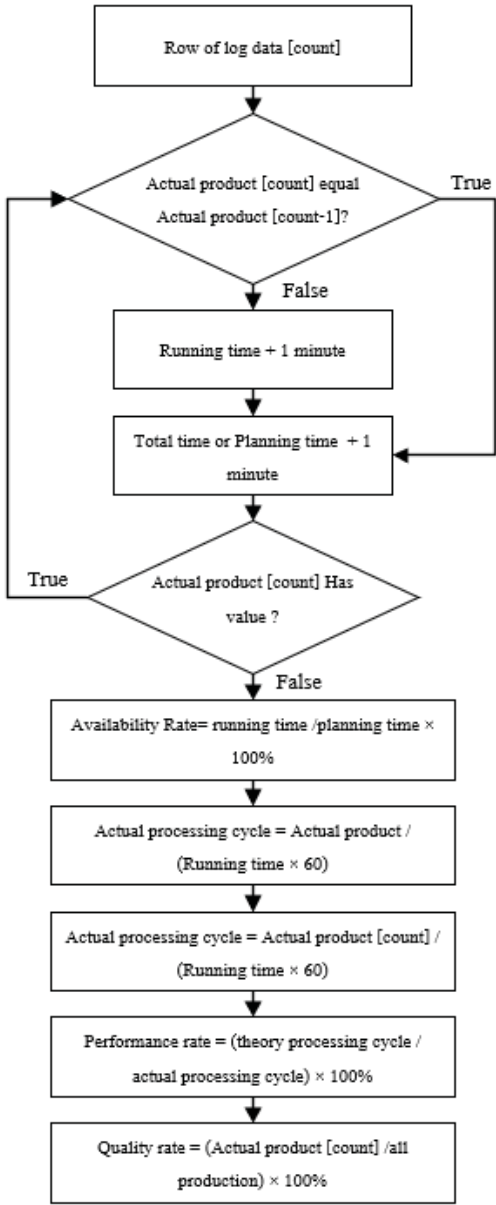 Row of log data [count]
Actual product [count] equal
Actual product [count-1]?
True
False
Running time + 1 minute
Total time or Planning time + 1
minute
True
Actual product [count] Has
value ?
False
Availability Rate= running time /planning time ×
100%
Actual processing cycle = Actual product /
(Running time × 60)
Actual processing cycle = Actual product [count] /
(Running time × 60)
Performance rate = (theory processing cycle /
actual processing cycle) × 100%
Quality rate = (Actual product [count] /all
production) × 100%